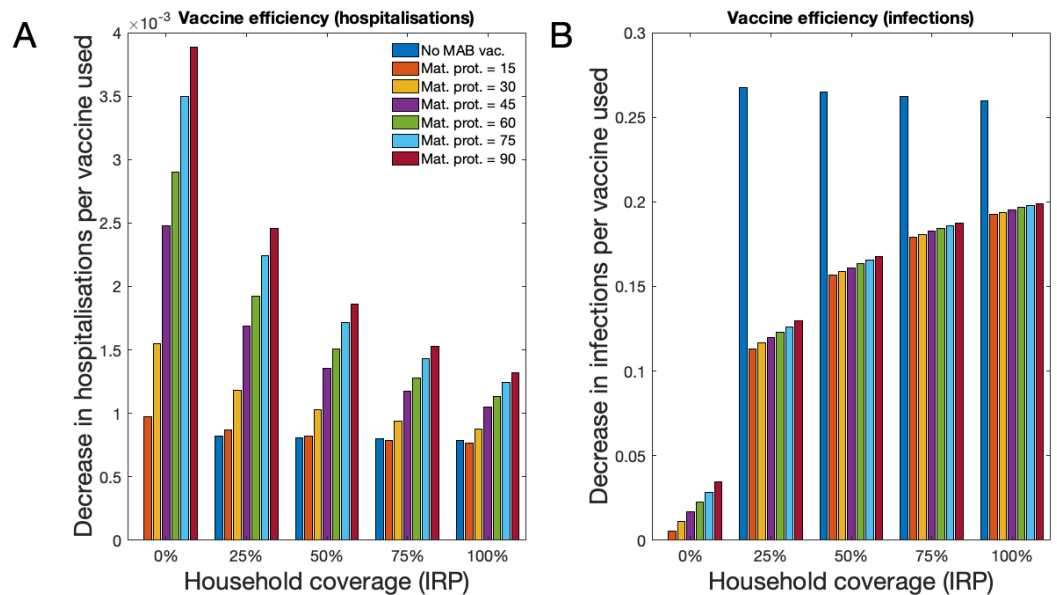 A
Vaccine efficiency (hospitalisations)
×10⁻³
4
3.5
3
2.5
2
1.5
1
0.5
0
Decrease in hospitalisations per vaccine used
No MAB vac.
Mat. prot. = 15
Mat. prot. = 30
Mat. prot. = 45
Mat. prot. = 60
Mat. prot. = 75
Mat. prot. = 90
0% 25% 50% 75% 100%
Household coverage (IRP)
B
Vaccine efficiency (infections)
0.3
0.25
0.2
0.15
0.1
0.05
0
Decrease in infections per vaccine used
0% 25% 50% 75% 100%
Household coverage (IRP)